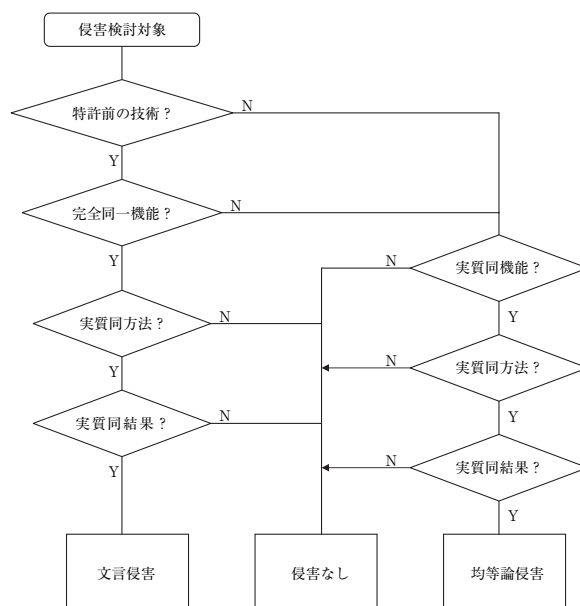 侵害検討対象
特許前の技術？
N
Y
完全同一機能？
N
Y
実質同機能？
N
Y
実質同方法？
N
Y
実質同方法？
N
Y
実質同結果？
N
Y
実質同結果？
N
Y
文言侵害
侵害なし
均等論侵害